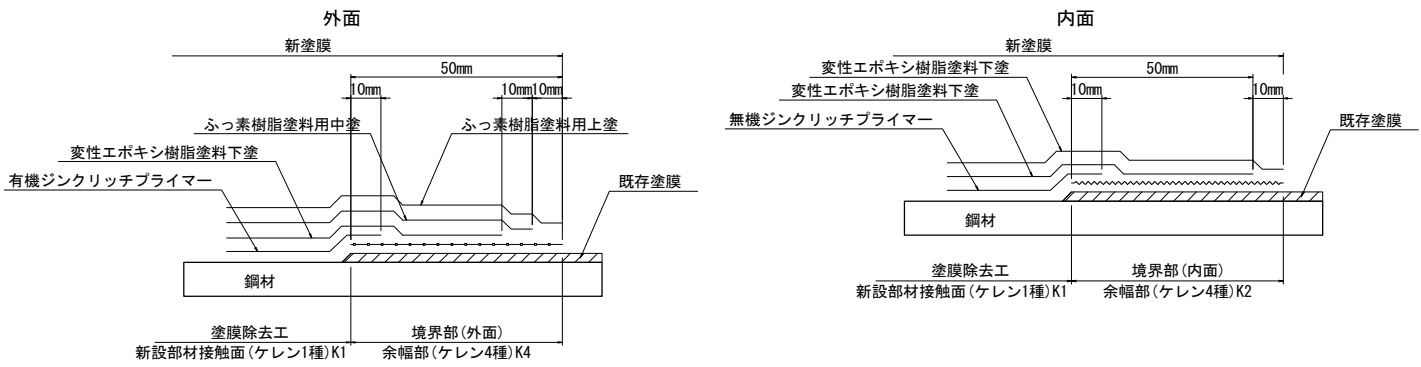 外面
新塗膜
50mm
10mm
10mm
10mm
ふっ素樹脂塗料用中塗
ふっ素樹脂塗料用上塗
変性エポキシ樹脂塗料下塗
有機ジンクリッチプライマー
既存塗膜
鋼材
塗膜除去工
新設部材接触面(ケレン1種)K1
境界部(外面)
余幅部(ケレン4種)K4
内面
新塗膜
変性エポキシ樹脂塗料下塗
50mm
変性エポキシ樹脂塗料下塗
10mm
10mm
無機ジンクリッチプライマー
既存塗膜
鋼材
塗膜除去工
新設部材接触面(ケレン1種)K1
境界部(内面)
余幅部(ケレン4種)K2